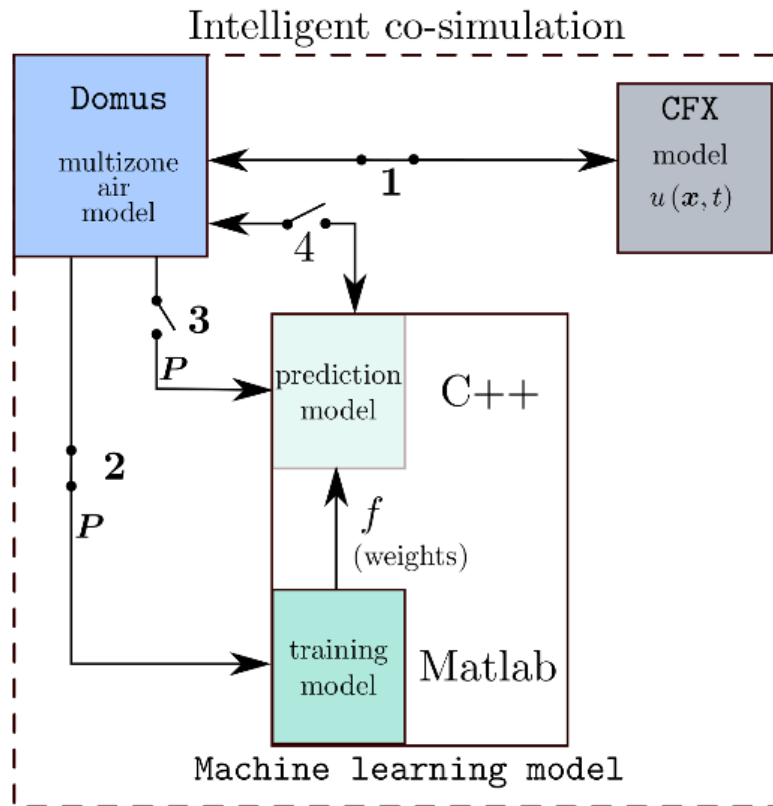 Intelligent co-simulation
Domus
multizone
air
model
CFX
model
u (x, t)
1
4
3
P
prediction
model
C++
2
P
f
(weights)
training
model
Matlab
Machine learning model